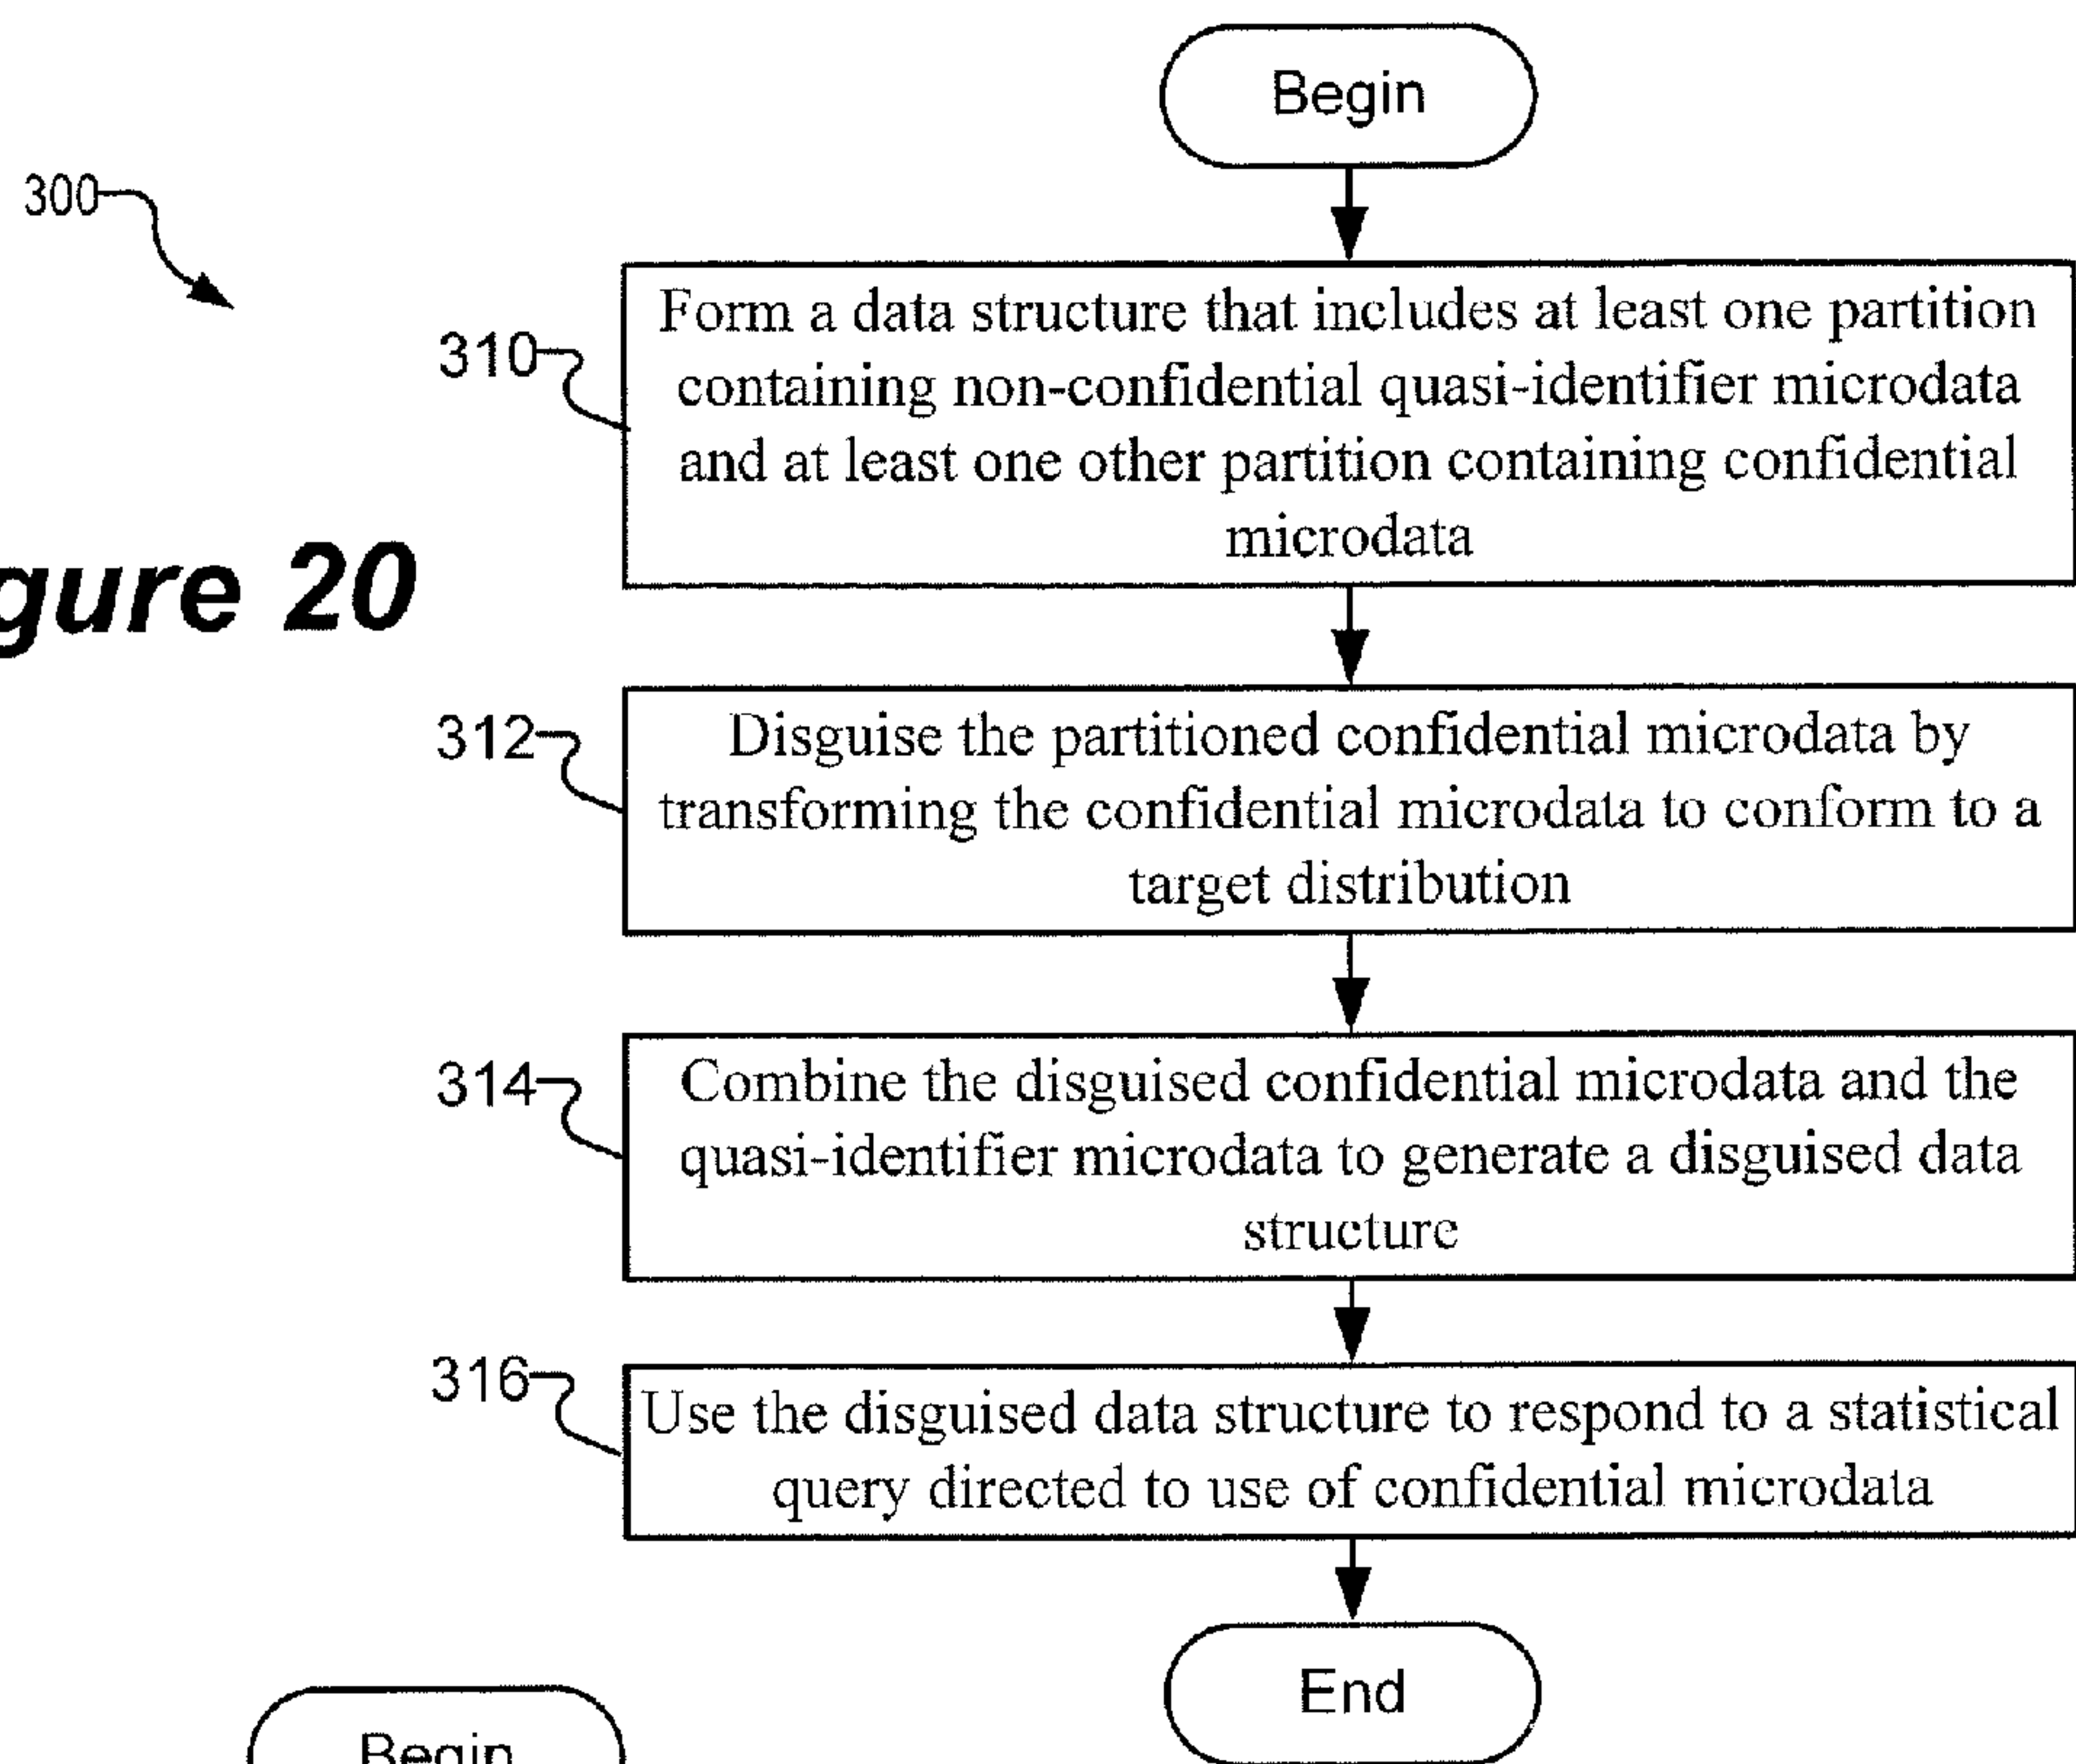 Begin
300
310
Form a data structure that includes at least one partition
containing non-confidential quasi-identifier microdata
and at least one other partition containing confidential
microdata
gure 20
312
Disguise the partitioned confidential microdata by
transforming the confidential microdata to conform to a
target distribution
314
Combine the disguised confidential microdata and the
quasi-identifier microdata to generate a disguised data
structure
316
Use the disguised data structure to respond to a statistical
query directed to use of confidential microdata
End
Begin